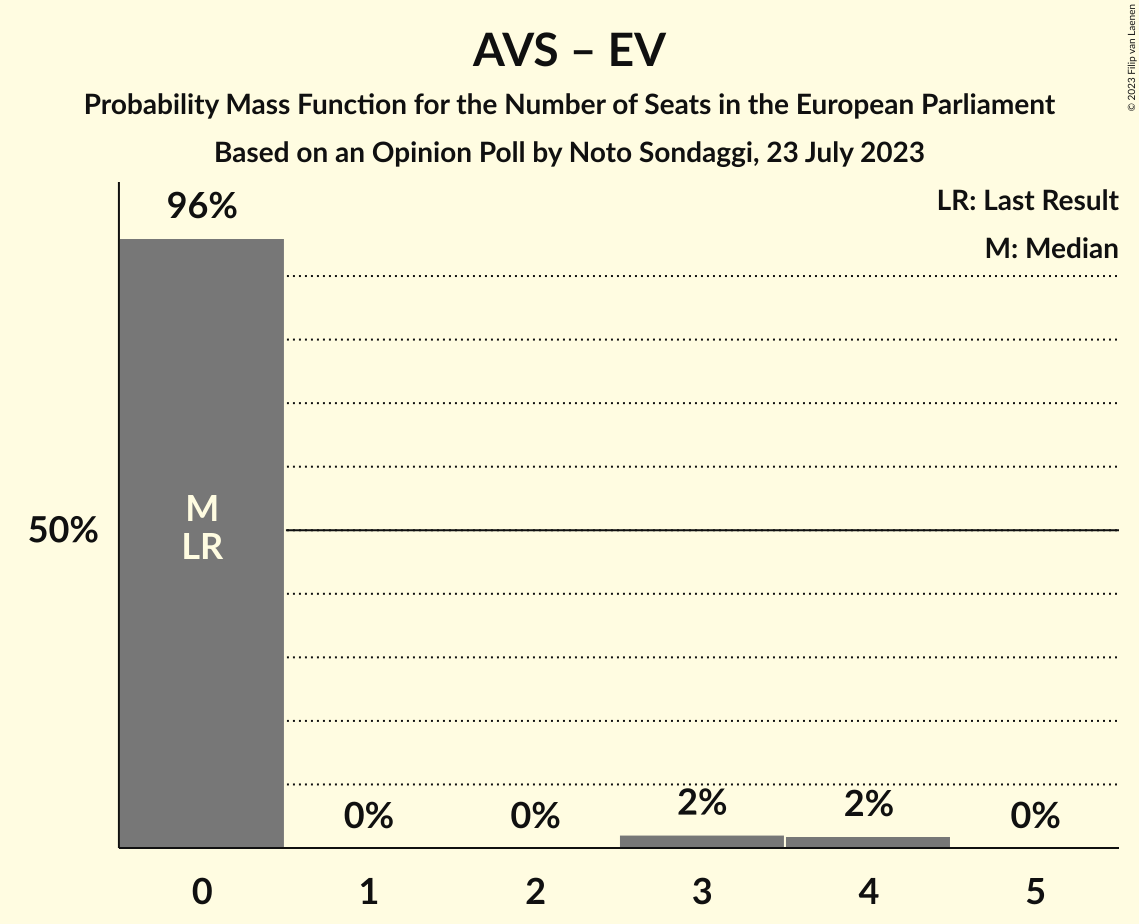 AVS – EV
Probability Mass Function for the Number of Seats in the European Parliament
Based on an Opinion Poll by Noto Sondaggi, 23 July 2023
© 2023 Filip van Laenen
LR: Last Result
M: Median
96%
M
LR
50%
0%
0%
2%
2%
0%
0
1
2
3
4
5